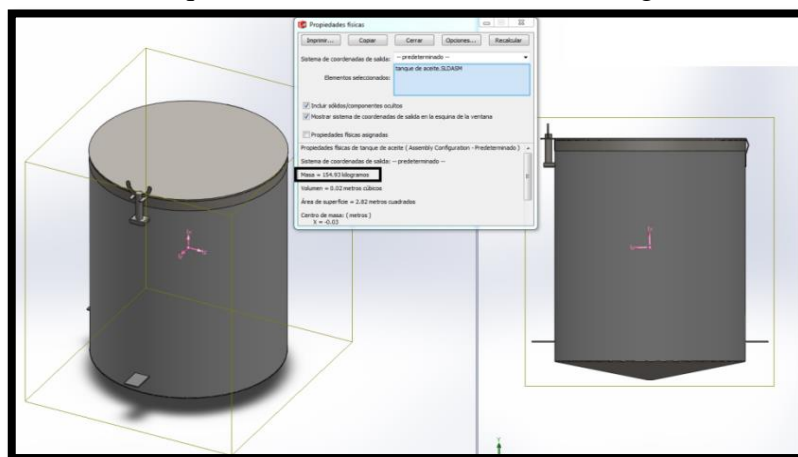 Propiedades físicas
Imprimir... Copiar Cerrar Opciones... Recalcular
Sistema de coordenadas de salida: -- predeterminado --
Elementos seleccionados: tanque de aceite.SLDASM
Incluir sólidos/componentes ocultos
Mostrar sistema de coordenadas de salida en la esquina de la ventana
Propiedades físicas asignadas
Propiedades físicas de tanque de aceite ( Assembly Configuration - Predeterminado )
Sistema de coordenadas de salida: -- predeterminado --
Masa = 154.93 kilogramos
Volumen = 0.02 metros cúbicos
Área de superficie = 2.82 metros cuadrados
Centro de masa: ( metros )
X = -0.03
Y